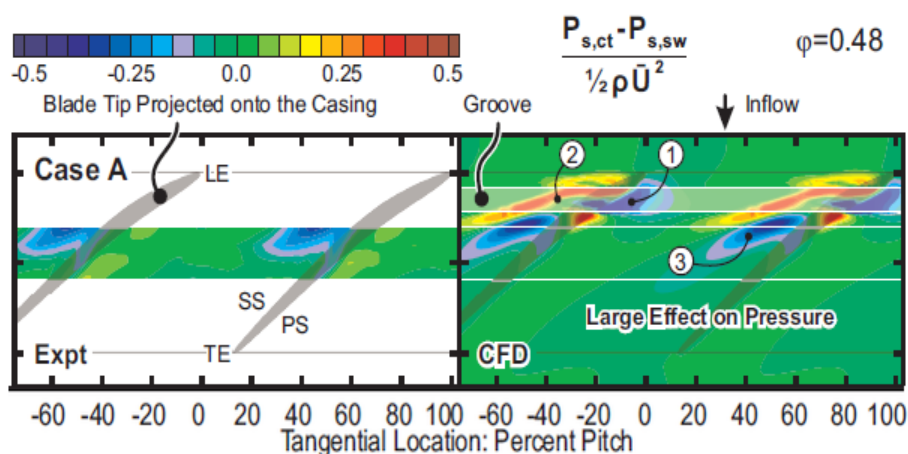 -0.5 -0.25 0.0 0.25 0.5
P_s,ct - P_s,sw
½ ρ Ū²
φ=0.48
Blade Tip Projected onto the Casing
Groove
Inflow
Case A
LE
2
1
3
SS
PS
Large Effect on Pressure
Expt
TE
CFD
-60 -40 -20 0 20 40 60 80 100 -60 -40 -20 0 20 40 60 80 100
Tangential Location: Percent Pitch